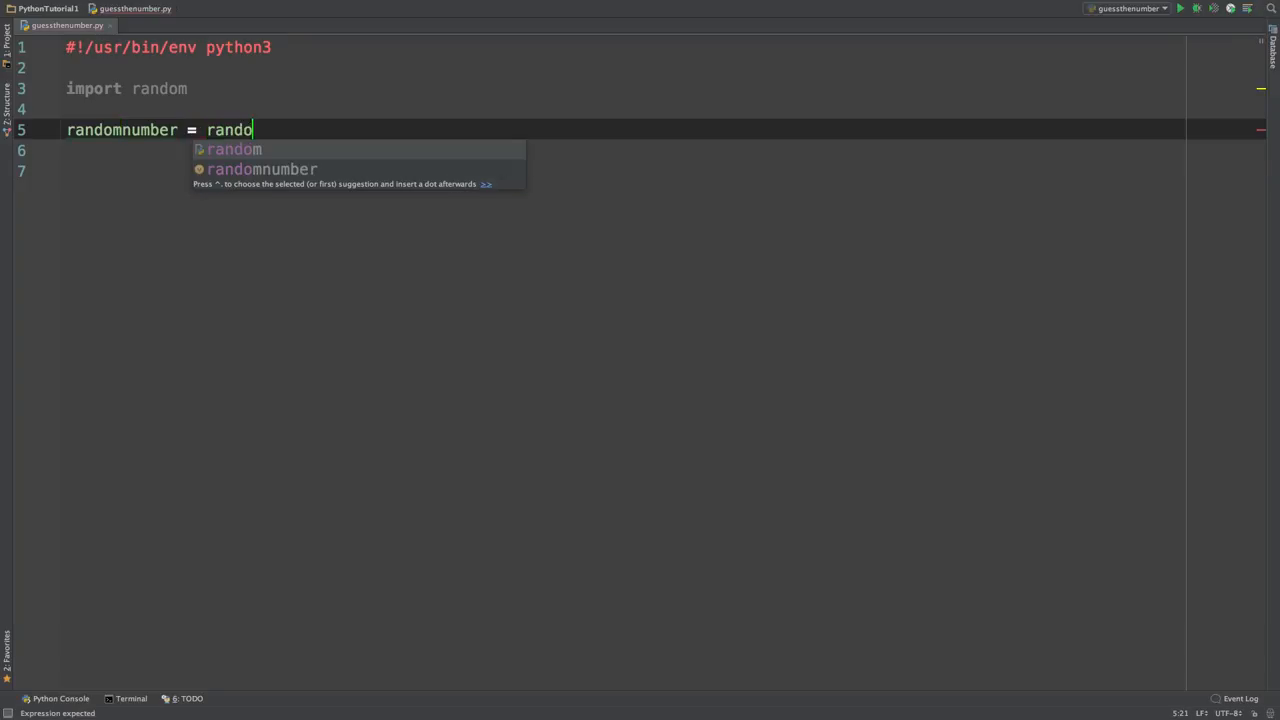 PythonTutorial1 guessthenumber.py guessthenumber
guessthenumber.py
1: Project
Database
1 #!/usr/bin/env python3
2
3 import random
4
Z: Structure
5 randomnumber = rando
6 random
7 randomnumber
Press ^. to choose the selected (or first) suggestion and insert a dot afterwards >>
2: Favorites
Python Console Terminal 6: TODO Event Log
Expression expected 5:21 LF÷ UTF-8÷